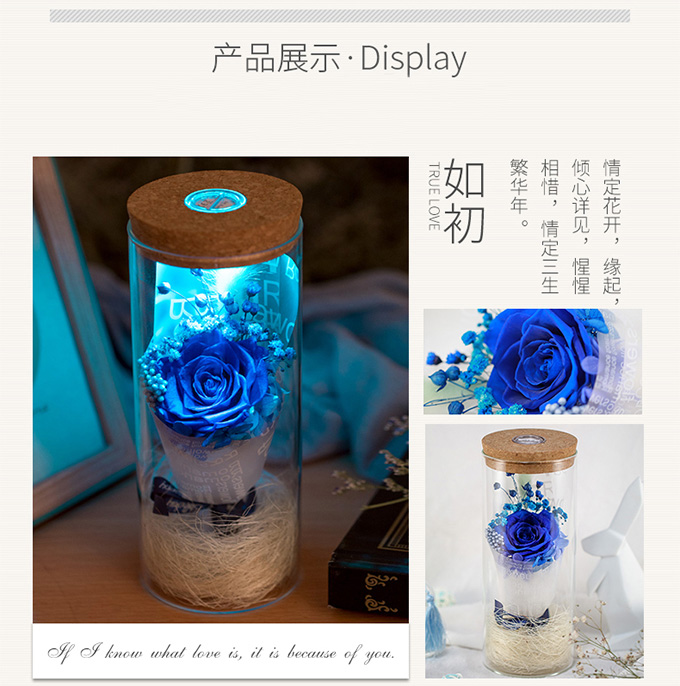 产品展示·Display
如初
TRUE LOVE
情定花开，缘起，
倾心详见，惺惺
相惜，情定三生
繁华年。
If I know what love is, it is because of you.